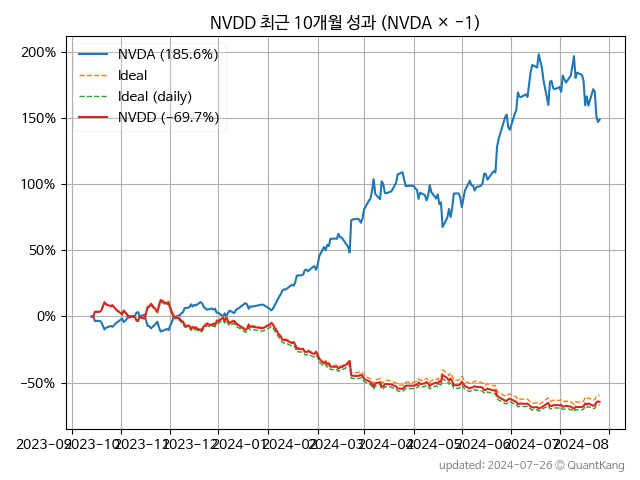 NVDD 최근 10개월 성과 (NVDA × −1)
NVDA (185.6%)
Ideal
Ideal (daily)
NVDD (−69.7%)
200%
150%
100%
50%
0%
−50%
2023−09 2023−10 2023−11 2023−12 2024−01 2024−02 2024−03 2024−04 2024−05 2024−06 2024−07 2024−08
updated: 2024-07-26 © QuantKang